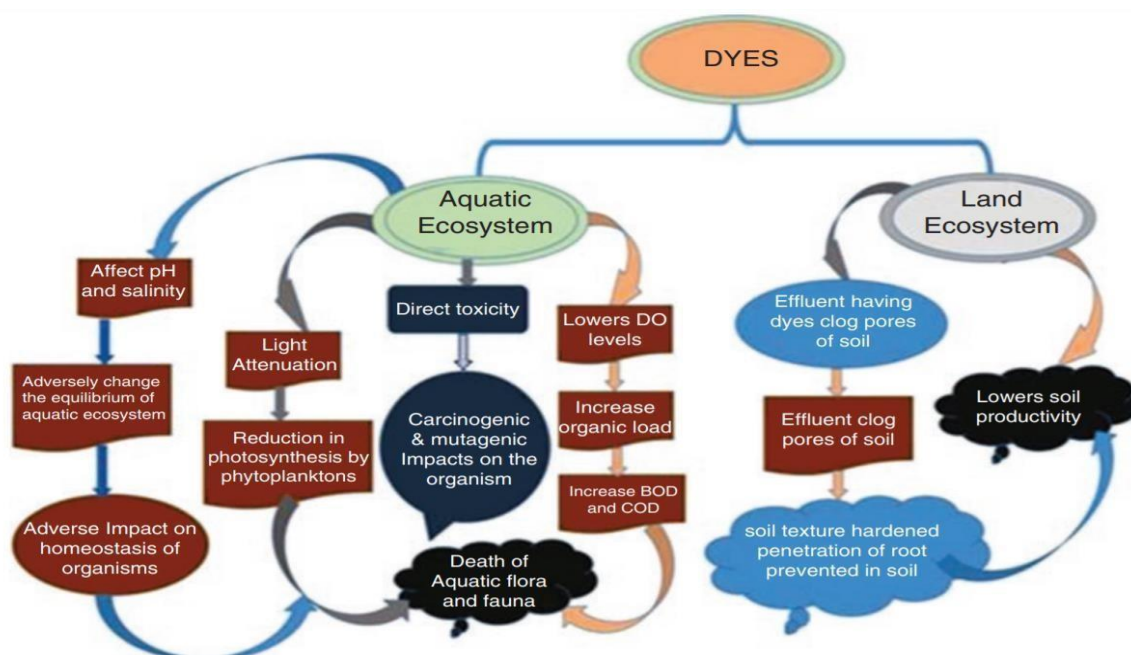 DYES
Aquatic
Ecosystem
Land
Ecosystem
Affect pH
and salinity
Adversely change
the equilibrium of
aquatic ecosystem
Adverse Impact on
homeostasis of
organisms
Light
Attenuation
Reduction in
photosynthesis by
phytoplanktons
Direct toxicity
Carcinogenic
& mutagenic
Impacts on the
organism
Death of
Aquatic flora
and fauna
Lowers DO
levels
Increase
organic load
Increase BOD
and COD
Effluent having
dyes clog pores
of soil
Effluent clog
pores of soil
soil texture hardened
penetration of root
prevented in soil
Lowers soil
productivity